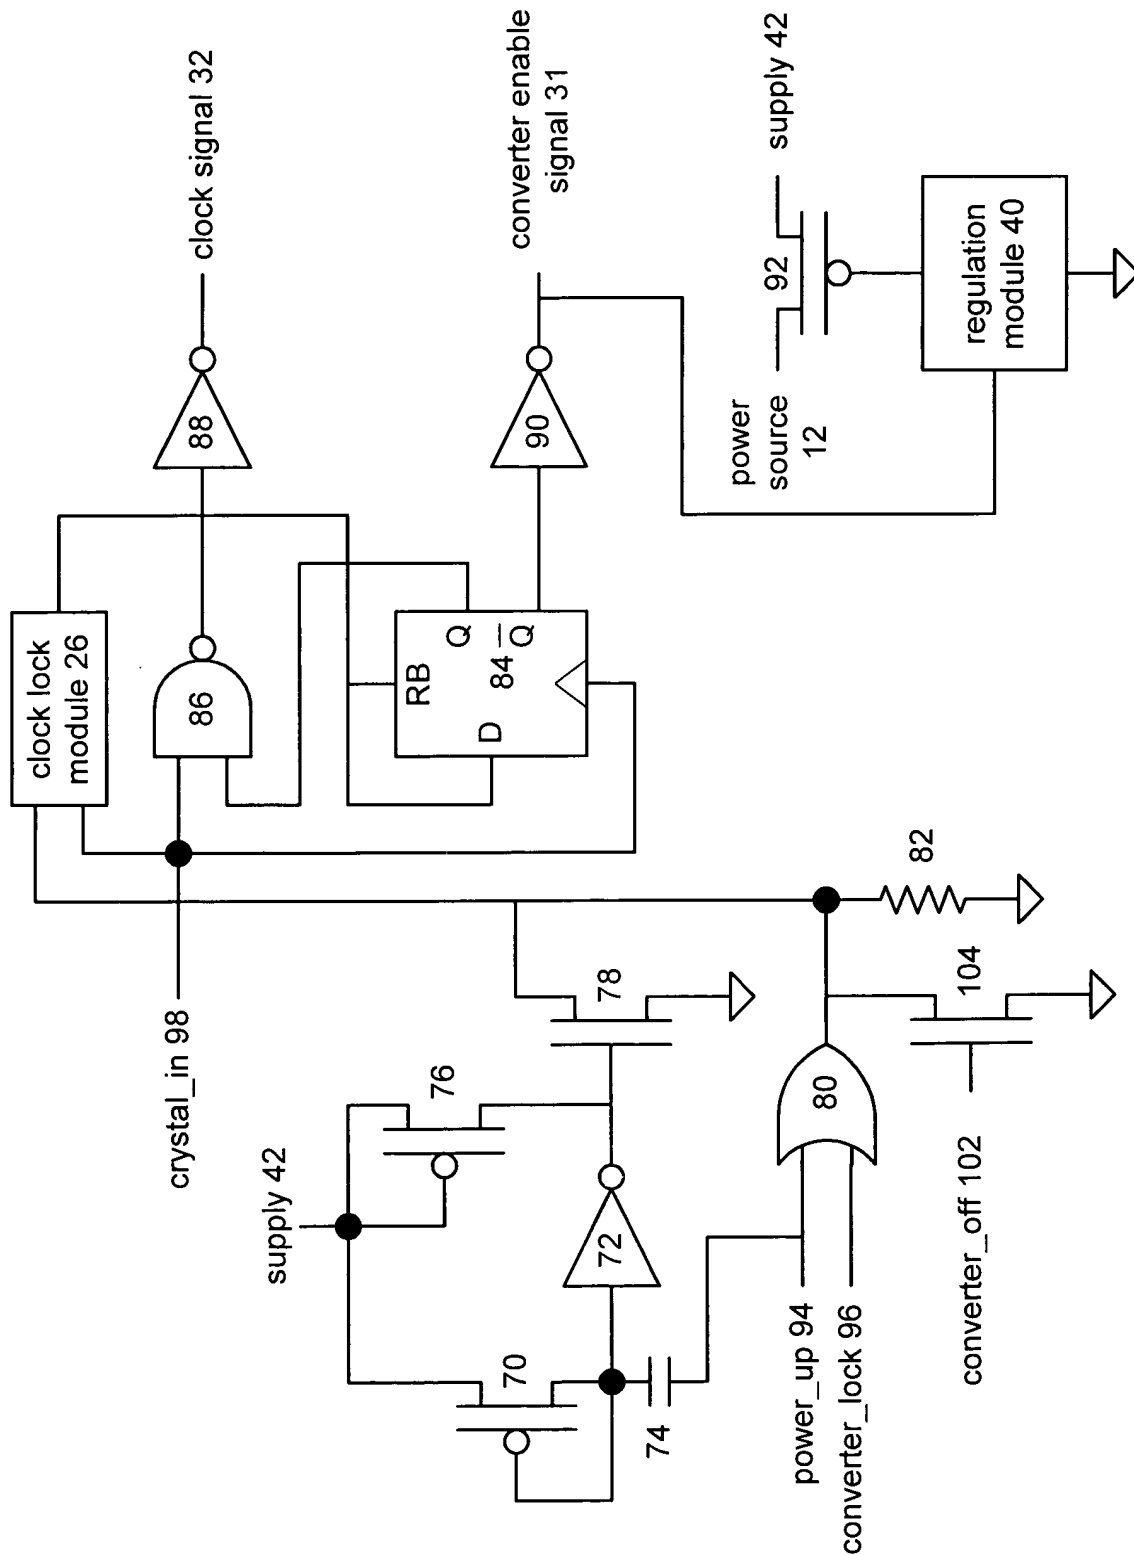 clock signal 32
converter enable
signal 31
supply 42
92
power
source
12
regulation
module 40
88
90
clock lock
module 26
86
RB
Q
84
Q
D
crystal_in 98
supply 42
76
78
82
70
72
74
80
104
power_up 94
converter_lock 96
converter_off 102